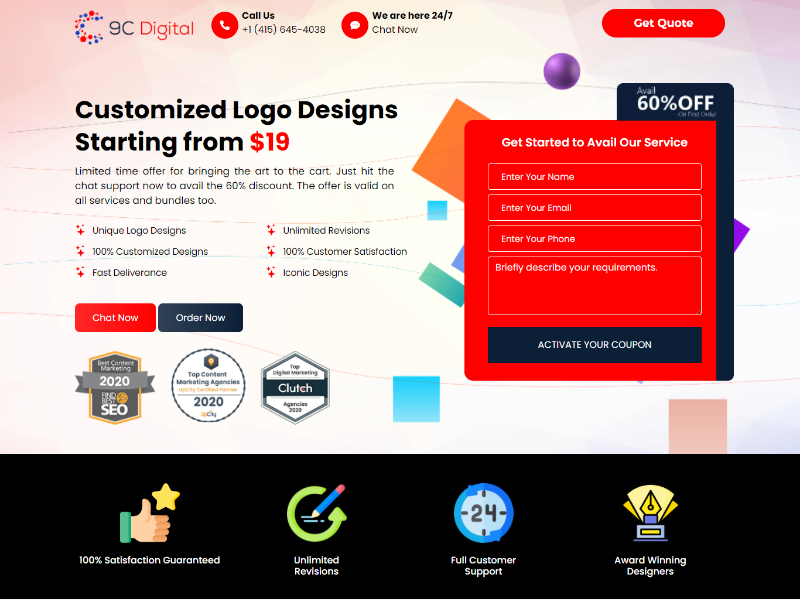 9C Digital
Call Us
+1 (415) 645-4038
We are here 24/7
Chat Now
Get Quote
Customized Logo Designs
Starting from $19
Limited time offer for bringing the art to the cart. Just hit the
chat support now to avail the 60% discount. The offer is valid on
all services and bundles too.
Unique Logo Designs
Unlimited Revisions
100% Customized Designs
100% Customer Satisfaction
Fast Deliverance
Iconic Designs
Chat Now
Order Now
Best Content
Marketing
2020
FIND
BEST
SEO
Top Content
Marketing Agencies
UpCity Certified Partner
2020
UpCity
Top
Digital Marketing
Clutch
Agencies
2020
Avail
60%OFF
On First Order
Get Started to Avail Our Service
Enter Your Name
Enter Your Email
Enter Your Phone
Briefly describe your requirements.
ACTIVATE YOUR COUPON
100% Satisfaction Guaranteed
Unlimited
Revisions
-24-
Full Customer
Support
Award Winning
Designers